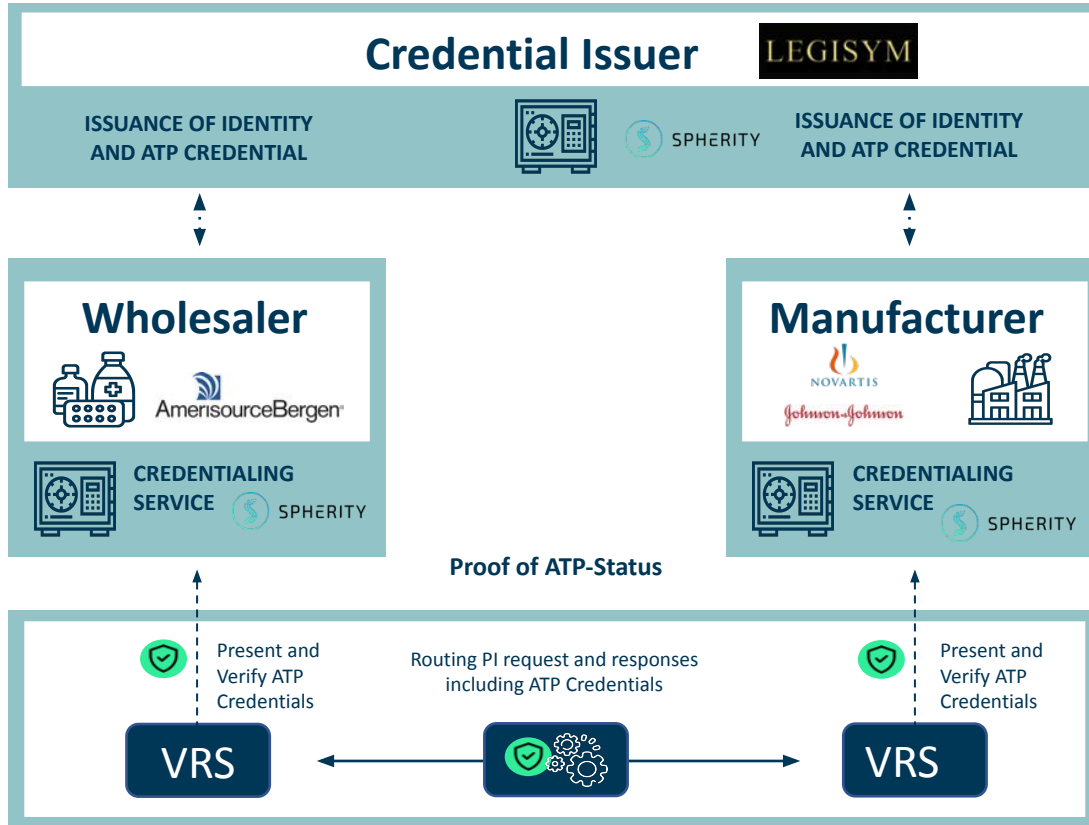 Credential Issuer
LEGISYM
ISSUANCE OF IDENTITY
AND ATP CREDENTIAL
SPHERITY
ISSUANCE OF IDENTITY
AND ATP CREDENTIAL
Wholesaler
AmerisourceBergen
CREDENTIALING
SERVICE
SPHERITY
Manufacturer
NOVARTIS
Johnson & Johnson
CREDENTIALING
SERVICE
SPHERITY
Proof of ATP-Status
Present and
Verify ATP
Credentials
Routing PI request and responses
including ATP Credentials
Present and
Verify ATP
Credentials
VRS
VRS